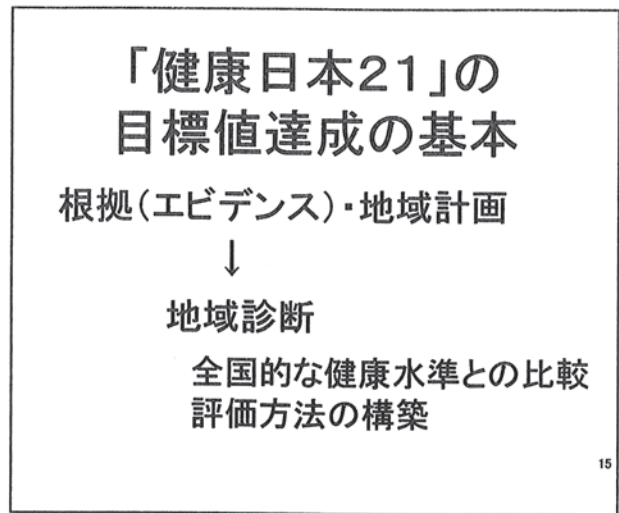 「健康日本21」の
目標値達成の基本
根拠(エビデンス)・地域計画
↓
地域診断
全国的な健康水準との比較
評価方法の構築
15